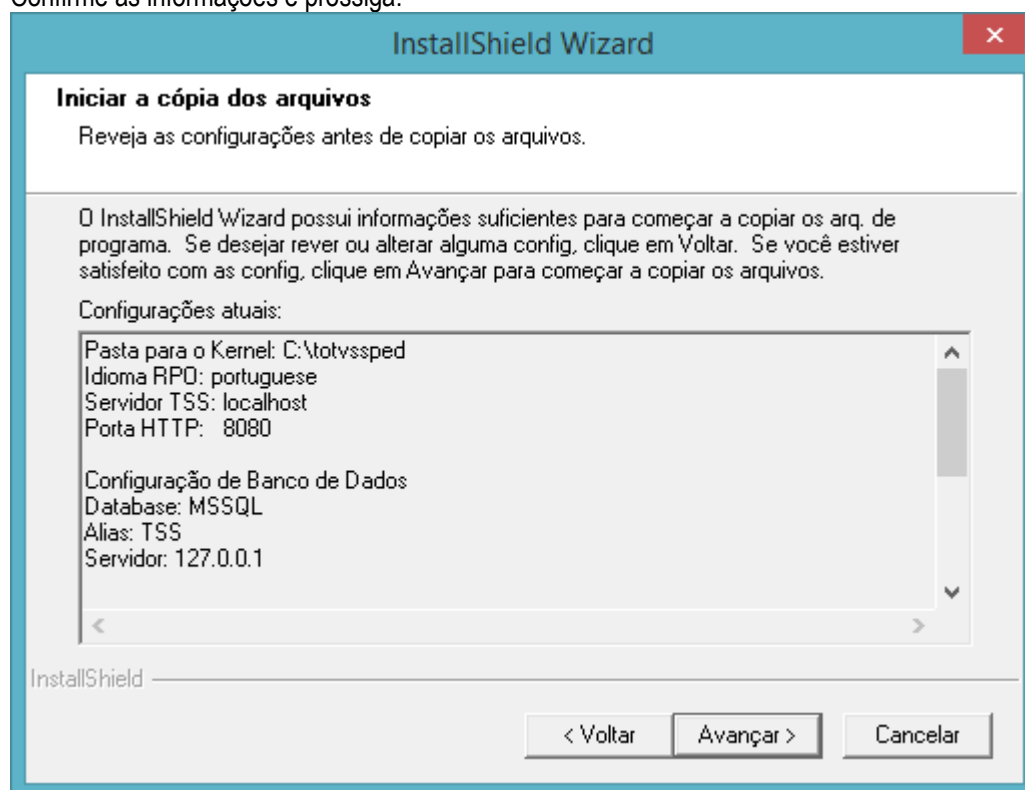 Confirme as informações e prossiga.
InstallShield Wizard
Iniciar a cópia dos arquivos
Reveja as configurações antes de copiar os arquivos.
O InstallShield Wizard possui informações suficientes para começar a copiar os arq. de
programa. Se desejar rever ou alterar alguma config, clique em Voltar. Se você estiver
satisfeito com as config, clique em Avançar para começar a copiar os arquivos.
Configurações atuais:
Pasta para o Kernel: C:\totvssped
Idioma RPO: portuguese
Servidor TSS: localhost
Porta HTTP: 8080
Configuração de Banco de Dados
Database: MSSQL
Alias: TSS
Servidor: 127.0.0.1
InstallShield
< Voltar
Avançar >
Cancelar